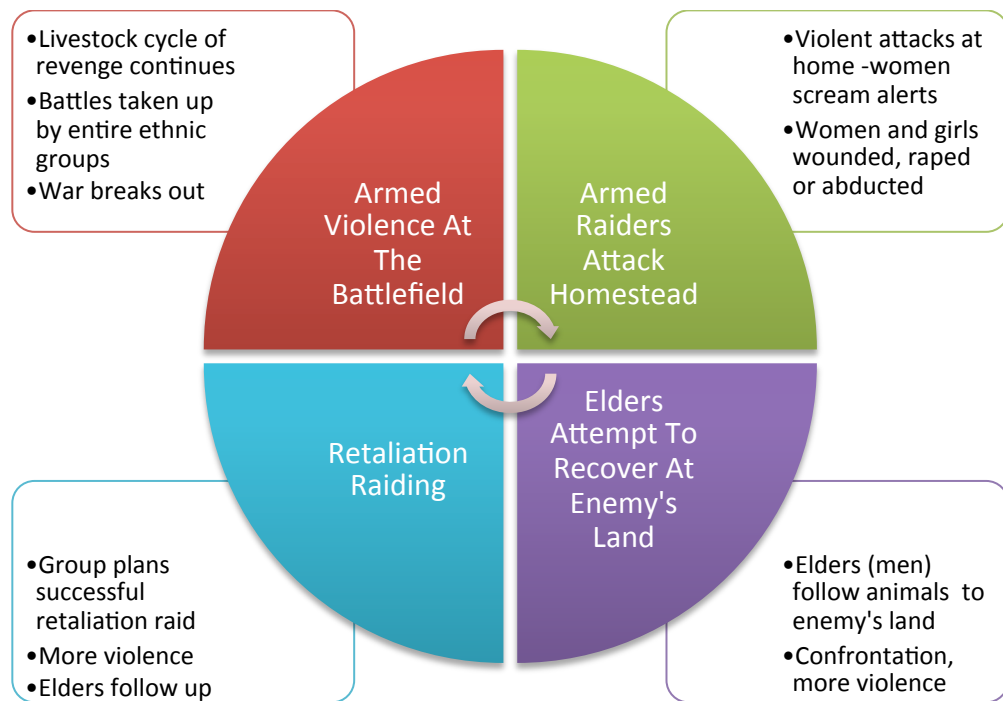 •Livestock cycle of
revenge continues
•Battles taken up
by entire ethnic
groups
•War breaks out
Armed
Violence At
The
Battlefield
•Violent attacks at
home -women
scream alerts
•Women and girls
wounded, raped
or abducted
Armed
Raiders
Attack
Homestead
Retaliation
Raiding
•Group plans
successful
retaliation raid
•More violence
•Elders follow up
Elders
Attempt To
Recover At
Enemy's
Land
•Elders (men)
follow animals to
enemy's land
•Confrontation,
more violence